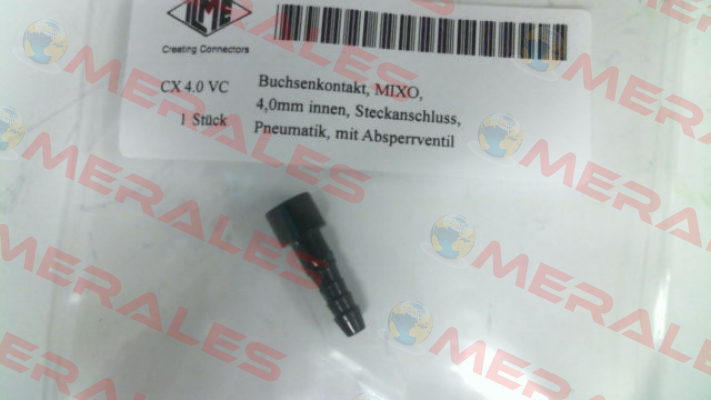 ILME
Creating Connectors
CX 4.0 VC
1 Stück
Buchsenkontakt, MIXO,
4,0mm innen, Steckanschluss,
Pneumatik, mit Absperrventil
MERALES
MERALES
MERALES
MERALES
MERALES